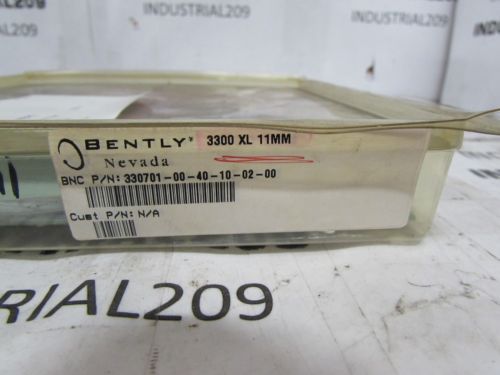 INDUSTRIAL209
INDUSTRIAL209
BENTLY
3300 XL 11MM
Nevada
BNC P/N: 330701-00-40-10-02-00
Cust P/N: N/A
RIAL209